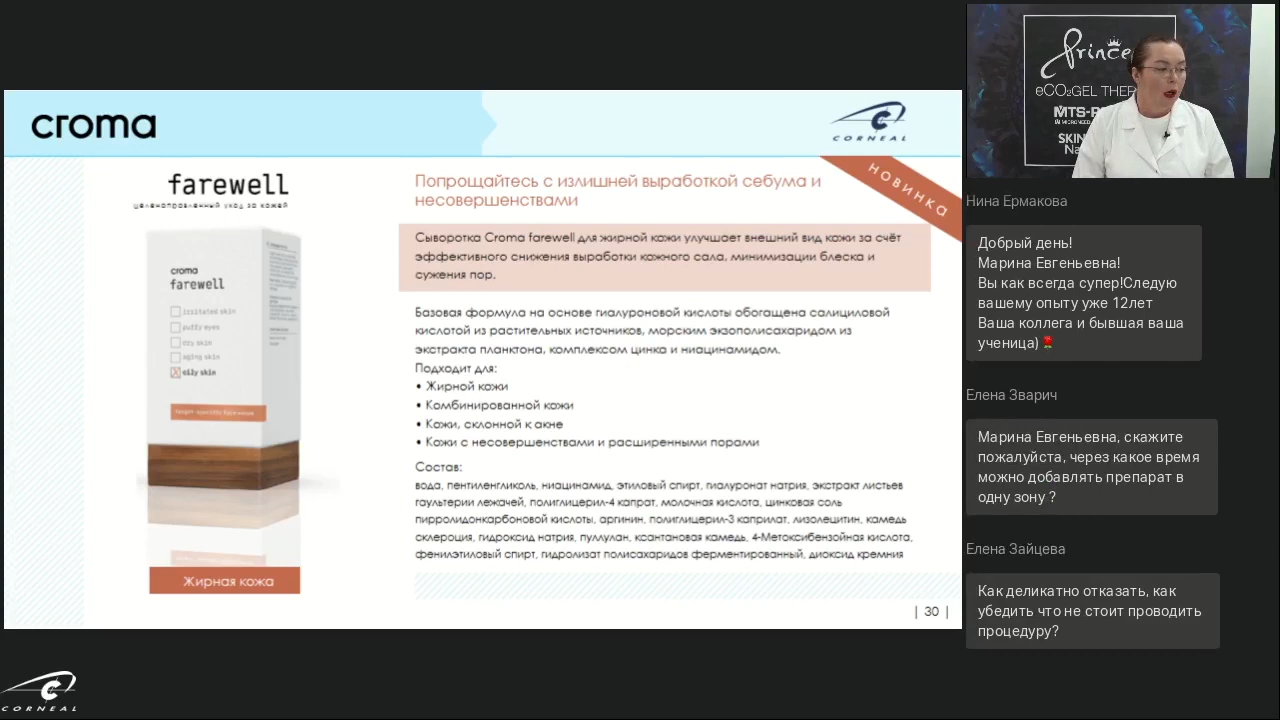 croma
CORNEAL
НОВИНКА
farewell
целенаправленный уход за кожей
croma
farewell
irritated skin
puffy eyes
dry skin
aging skin
oily skin
target-specific face serum
Жирная кожа
Попрощайтесь с излишней выработкой себума и
несовершенствами
Сыворотка Croma farewell для жирной кожи улучшает внешний вид кожи за счёт
эффективного снижения выработки кожного сала, минимизации блеска и
сужения пор.
Базовая формула на основе гиалуроновой кислоты обогащена салициловой
кислотой из растительных источников, морским экзополисахаридом из
экстракта планктона, комплексом цинка и ниацинамидом.
Подходит для:
• Жирной кожи
• Комбинированной кожи
• Кожи, склонной к акне
• Кожи с несовершенствами и расширенными порами
Состав:
вода, пентиленгликоль, ниацинамид, этиловый спирт, гиалуронат натрия, экстракт листьев
гаультерии лежачей, полиглицерил-4 капрат, молочная кислота, цинковая соль
пирролидонкарбоновой кислоты, аргинин, полиглицерил-3 каприлат, лизолецитин, камедь
склероция, гидроксид натрия, пуллулан, ксантановая камедь, 4-Метоксибензойная кислота,
фенилэтиловый спирт, гидролизат полисахаридов ферментированный, диоксид кремния
| 30 |
CORNEAL
Prince
eCO₂GEL THER
MTS-R
SKIN
Na
Нина Ермакова
Добрый день!
Марина Евгеньевна!
Вы как всегда супер!Следую
вашему опыту уже 12лет
Ваша коллега и бывшая ваша
ученица)🌹
Елена Зварич
Марина Евгеньевна, скажите
пожалуйста, через какое время
можно добавлять препарат в
одну зону ?
Елена Зайцева
Как деликатно отказать, как
убедить что не стоит проводить
процедуру?